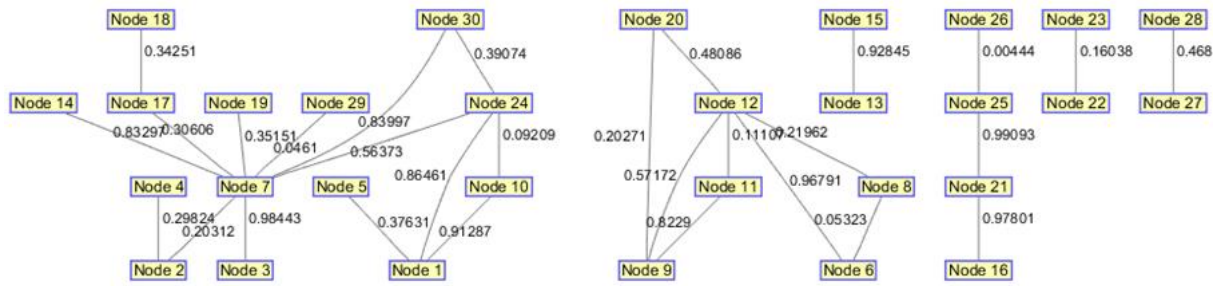 Node 18 Node 30 Node 20 Node 15 Node 26 Node 23 Node 28
0.34251 0.39074 0.48086 0.92845 0.00444 0.16038 0.468
Node 14 Node 17 Node 19 Node 29 Node 24 Node 12 Node 13 Node 25 Node 22 Node 27
0.83297 0.30606 0.35151 0.0461 0.83997 0.56373 0.09209 0.20271 0.11107 0.21962 0.99093
0.86461 0.57172 0.96791
Node 4 Node 7 Node 5 Node 10 Node 11 Node 8 Node 21
0.29824 0.20312 0.98443 0.37631 0.91287 0.8229 0.05323 0.97801
Node 2 Node 3 Node 1 Node 9 Node 6 Node 16